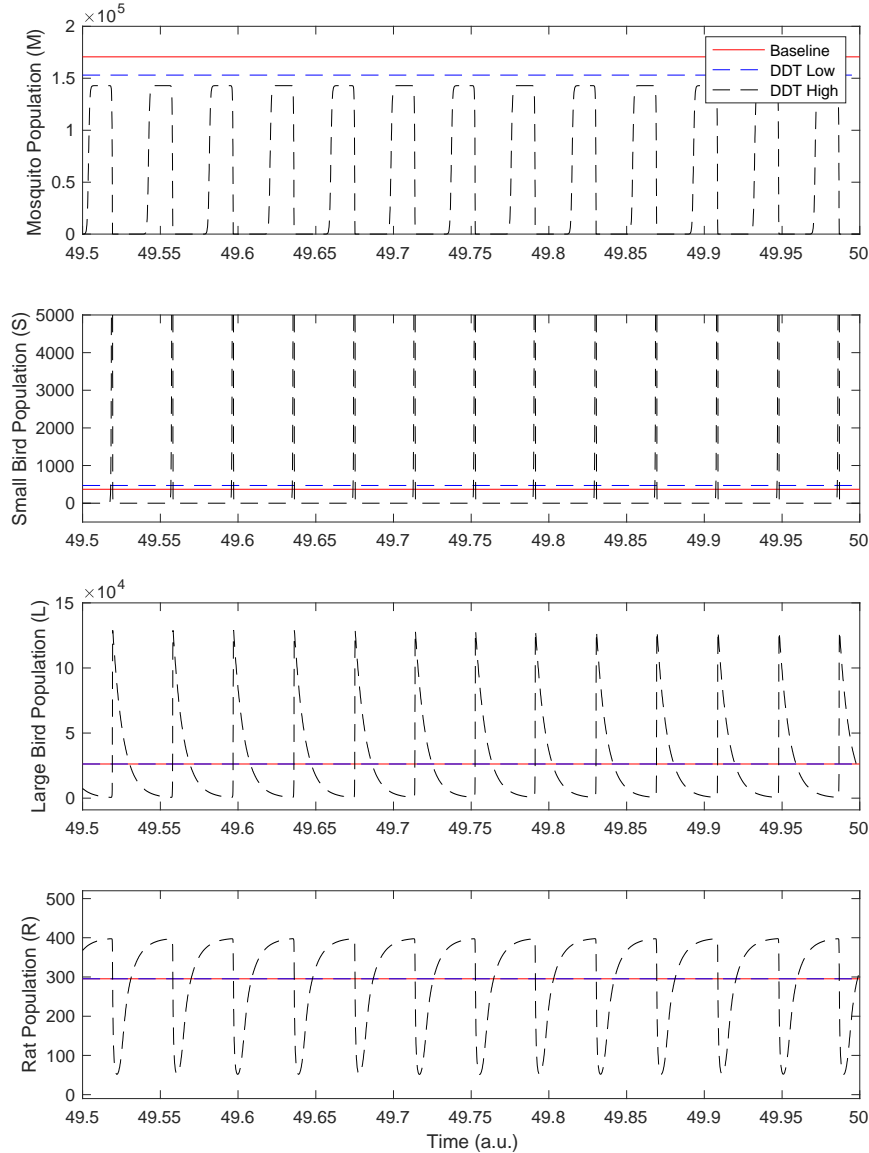 ×10^5
2
1.5
1
0.5
0
Mosquito Population (M)
Baseline
DDT Low
DDT High
49.5 49.55 49.6 49.65 49.7 49.75 49.8 49.85 49.9 49.95 50
5000
4000
3000
2000
1000
0
Small Bird Population (S)
49.5 49.55 49.6 49.65 49.7 49.75 49.8 49.85 49.9 49.95 50
×10^4
15
10
5
0
Large Bird Population (L)
49.5 49.55 49.6 49.65 49.7 49.75 49.8 49.85 49.9 49.95 50
500
400
300
200
100
0
Rat Population (R)
49.5 49.55 49.6 49.65 49.7 49.75 49.8 49.85 49.9 49.95 50
Time (a.u.)